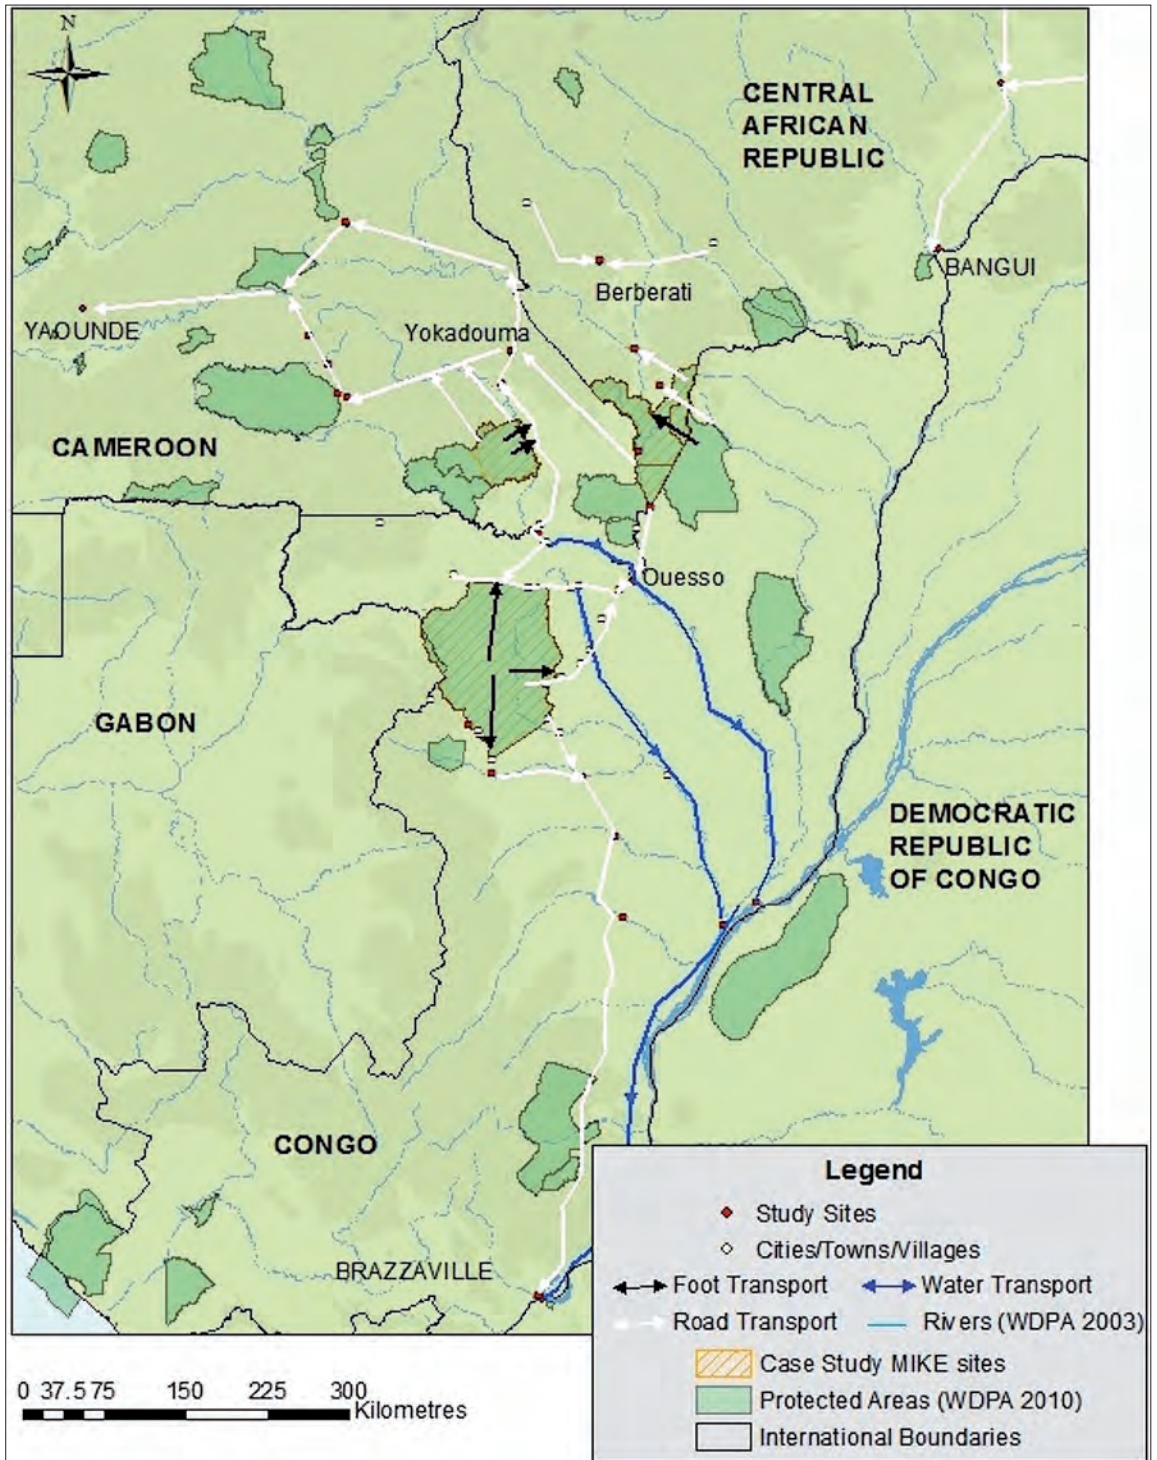 N
CENTRAL
AFRICAN
REPUBLIC
BANGUI
Berberati
YAOUNDE
Yokadouma
CAMEROON
Ouesso
GABON
DEMOCRATIC
REPUBLIC
OF CONGO
CONGO
BRAZZAVILLE
Legend
Study Sites
Cities/Towns/Villages
Foot Transport
Water Transport
Road Transport
Rivers (WDPA 2003)
Case Study MIKE sites
Protected Areas (WDPA 2010)
International Boundaries
0 37.5 75 150 225 300
Kilometres